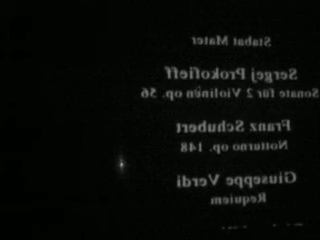 Stabat Mater
Sergej Prokofieff
Sonate für 2 Violinen op. 56
Franz Schubert
Notturno op. 148
Giuseppe Verdi
Requiem